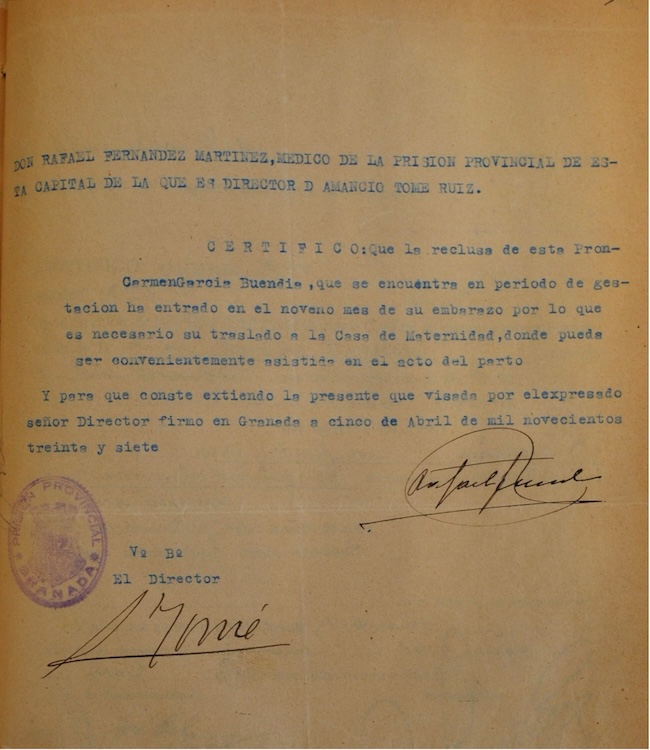 DON RAFAEL FERNANDEZ MARTINEZ,MEDICO DE LA PRISION PROVINCIAL DE ES-
TA CAPITAL DE LA QUE ES DIRECTOR D AMANCIO TOME RUIZ.
C E R T I F I C O:Que la reclusa de esta Pron-
CarmenGarcia Buendia,que se encuentra en periodo de ges-
tacion ha entrado en el noveno mes de su embarazo por lo que
es necesario su traslado a la Casa de Maternidad,donde pueda
ser convenientemente asistida en el acto del parto
Y para que conste extiendo la presente que visada por elexpresado
señor Director firmo en Granada a cinco de Abril de mil novecientos
treinta y siete
Rafael
PRISIÓN PROVINCIAL
GRANADA
Vº Bº
El Director
Tomé